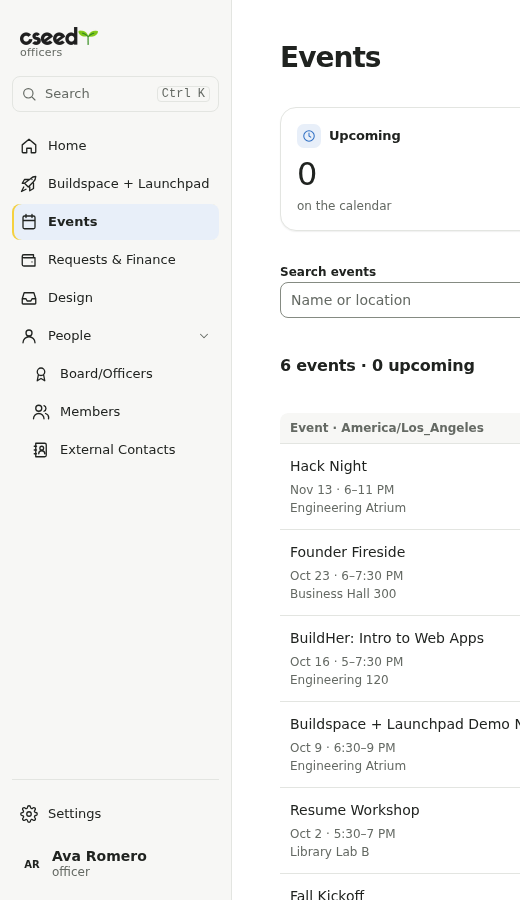 cseed
officers
Search Ctrl K
Home
Buildspace + Launchpad
Events
Requests & Finance
Design
People
Board/Officers
Members
External Contacts
Settings
AR
Ava Romero
officer
Events
Upcoming
0
on the calendar
Search events
Name or location
6 events · 0 upcoming
Event · America/Los_Angeles
Hack Night
Nov 13 · 6–11 PM
Engineering Atrium
Founder Fireside
Oct 23 · 6–7:30 PM
Business Hall 300
BuildHer: Intro to Web Apps
Oct 16 · 5–7:30 PM
Engineering 120
Buildspace + Launchpad Demo
Oct 9 · 6:30–9 PM
Engineering Atrium
Resume Workshop
Oct 2 · 5:30–7 PM
Library Lab B
Fall Kickoff